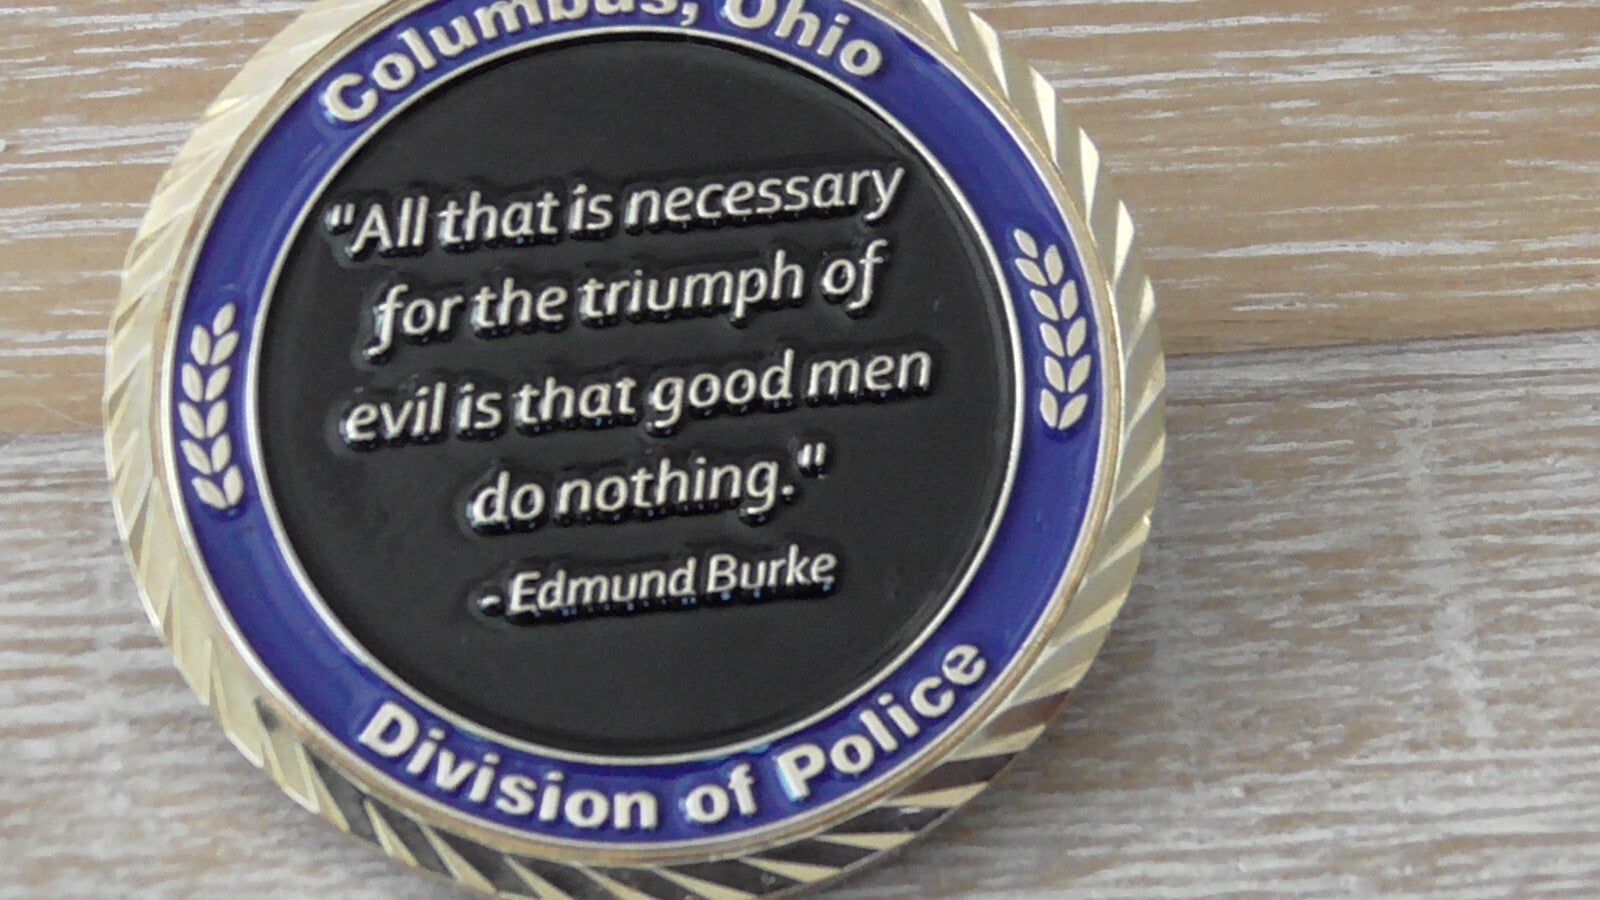 Columbus, Ohio
"All that is necessary
for the triumph of
evil is that good men
do nothing."
- Edmund Burke
Division of Police